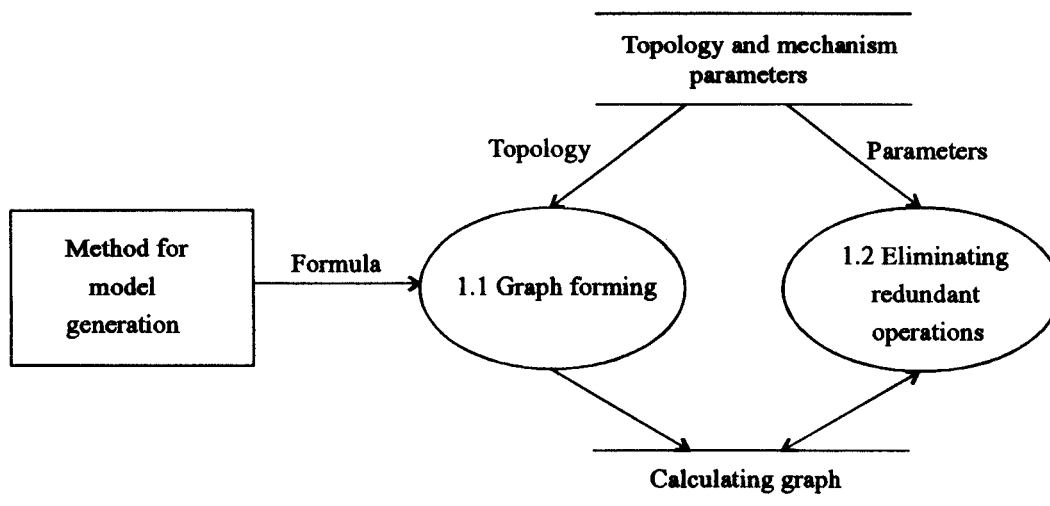 Topology and mechanism
parameters
Topology
Parameters
Method for
model
generation
Formula
1.1 Graph forming
1.2 Eliminating
redundant
operations
Calculating graph